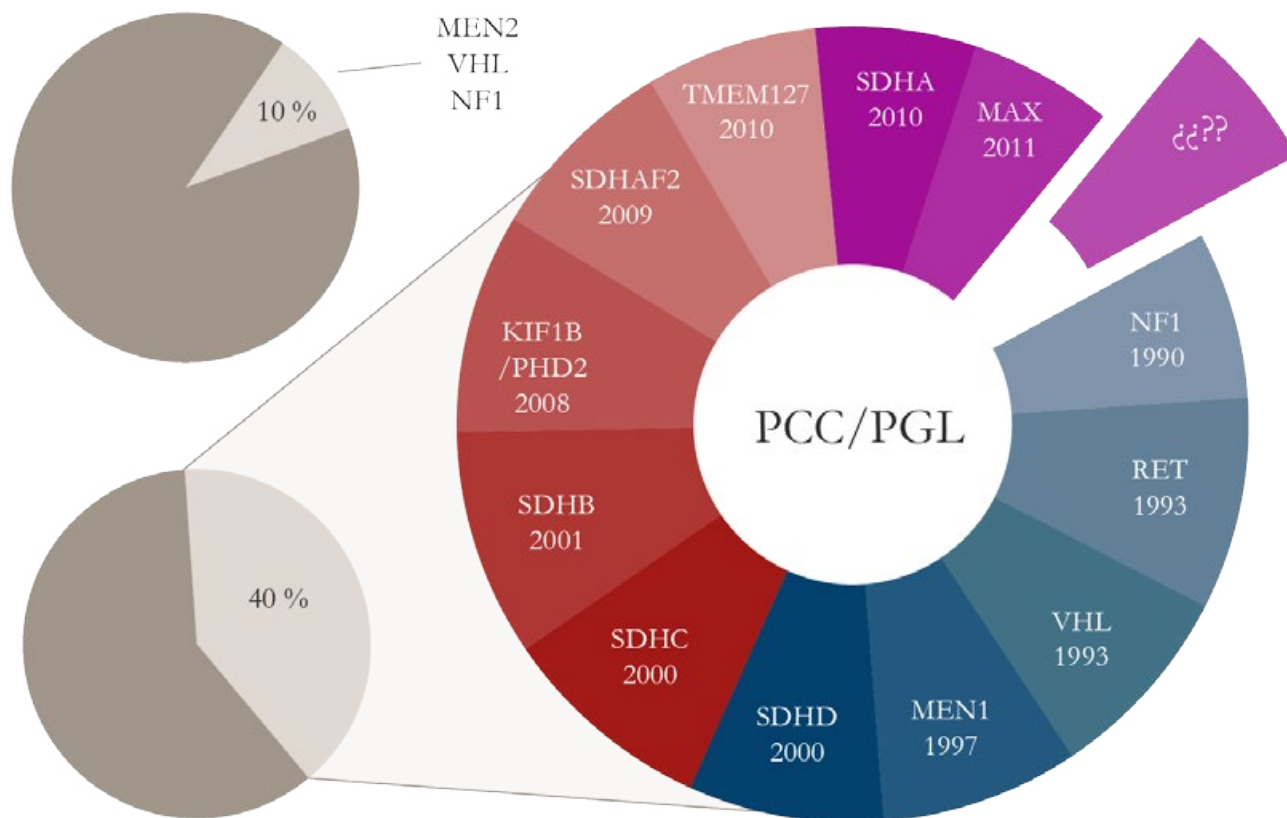 MEN2
VHL
NF1
10 %
40 %
PCC/PGL
NF1
1990
RET
1993
VHL
1993
MEN1
1997
SDHD
2000
SDHC
2000
SDHB
2001
KIF1B
/PHD2
2008
SDHAF2
2009
TMEM127
2010
SDHA
2010
MAX
2011
¿¿??